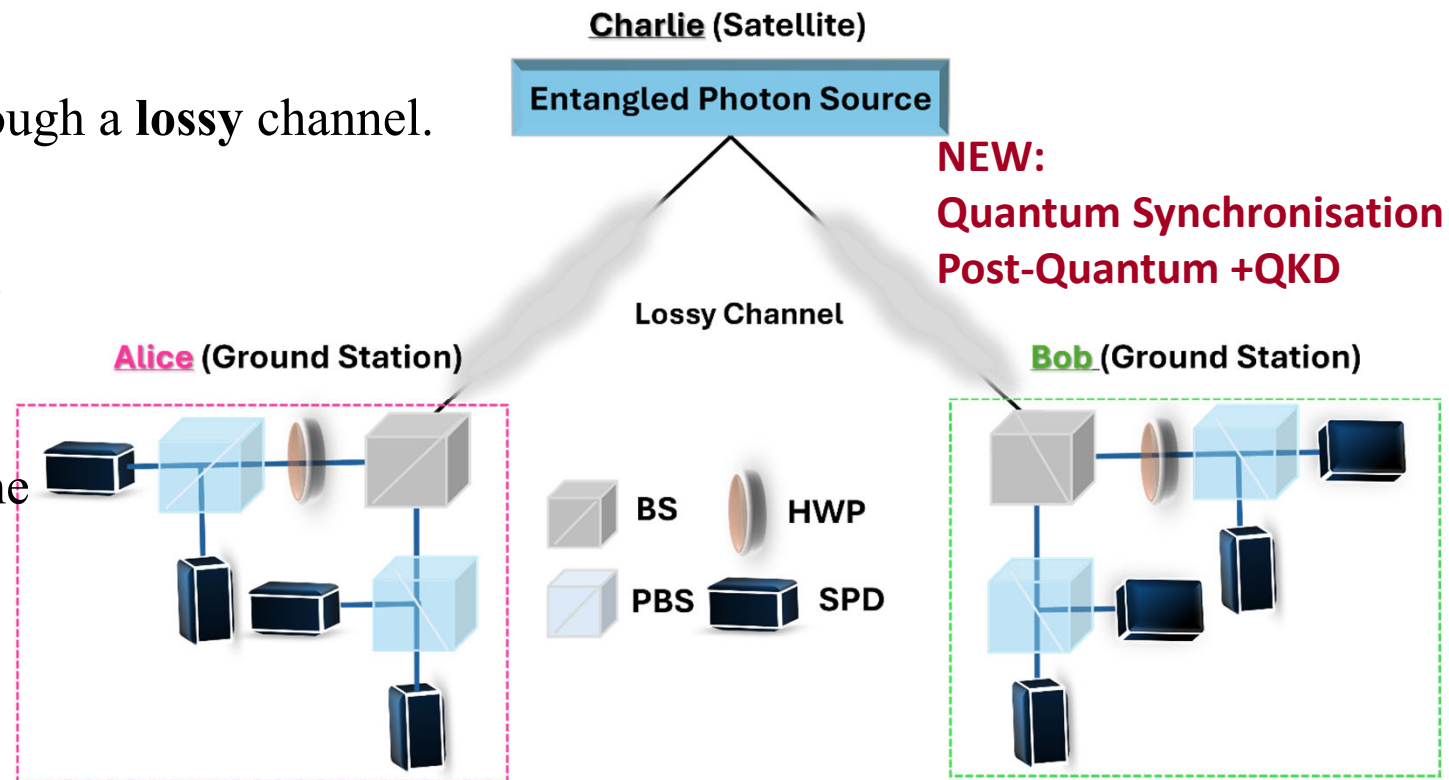 Charlie (Satellite)
Entangled Photon Source
through a lossy channel.
NEW:
Quantum Synchronisation
Post-Quantum +QKD
Lossy Channel
Alice (Ground Station)
Bob (Ground Station)
BS
HWP
PBS
SPD